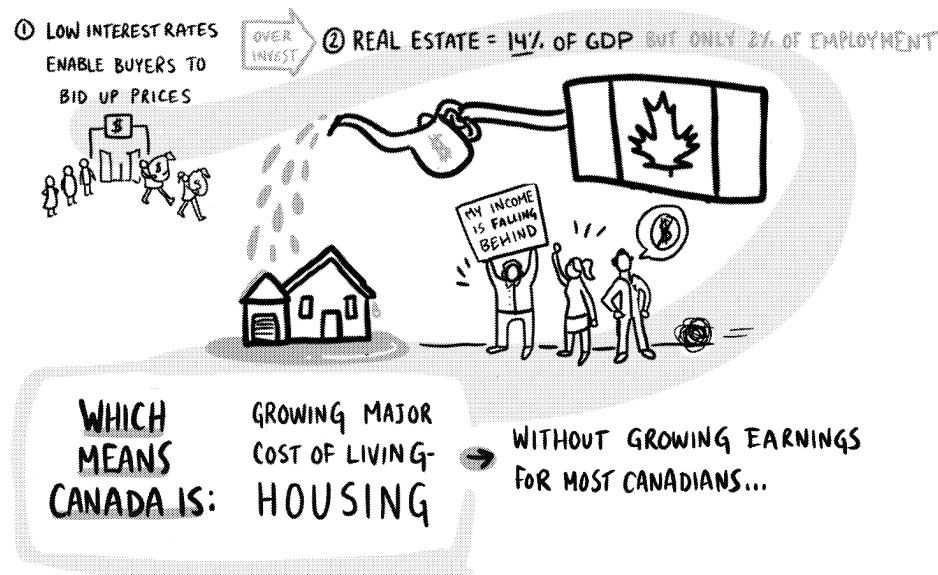 ① LOW INTEREST RATES
ENABLE BUYERS TO
BID UP PRICES
OVER
INVEST
② REAL ESTATE = 14% OF GDP BUT ONLY 2% OF EMPLOYMENT
$
$
$
$
MY INCOME
IS FALLING
BEHIND
$
WHICH
MEANS
CANADA IS:
GROWING MAJOR
COST OF LIVING-
HOUSING
→ WITHOUT GROWING EARNINGS
FOR MOST CANADIANS...